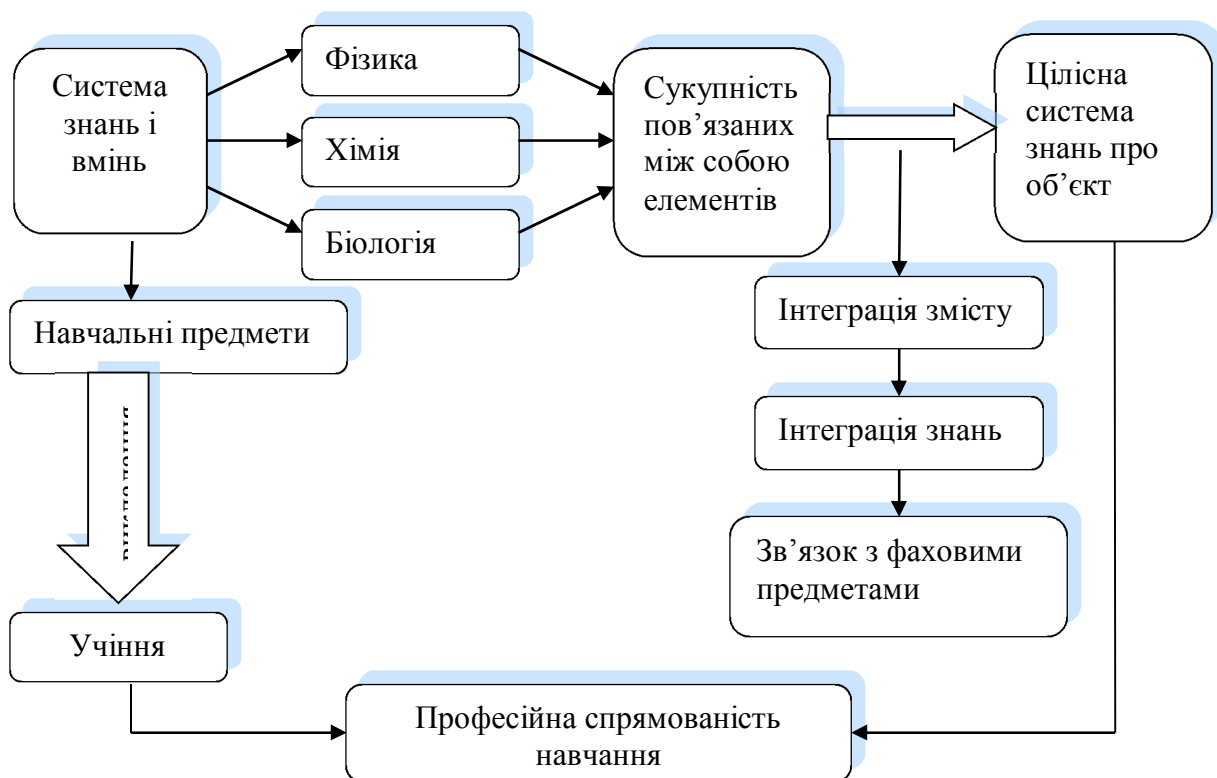 Система
знань і
вмінь
Фізика
Хімія
Біологія
Сукупність
пов’язаних
між собою
елементів
Цілісна
система
знань про
об’єкт
Навчальні предмети
Інтеграція змісту
Інтеграція знань
Зв’язок з фаховими
предметами
Учіння
Професійна спрямованість
навчання